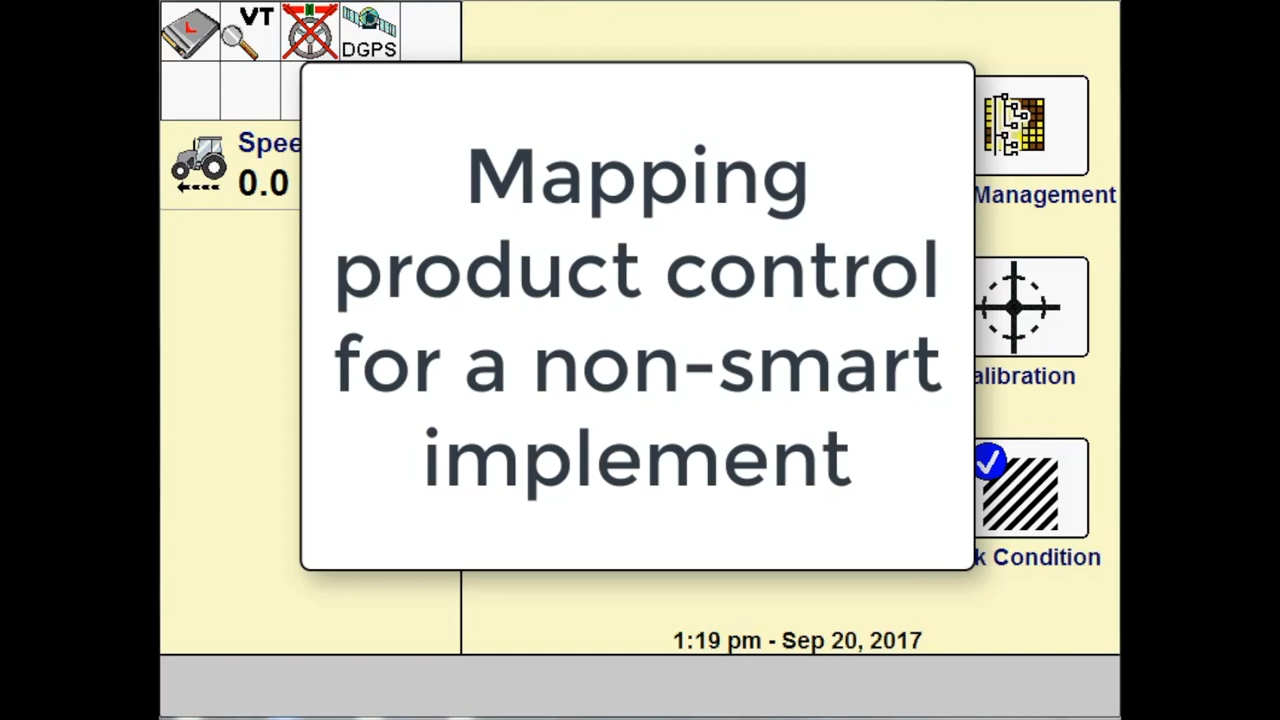 VT
DGPS
Spee
0.0
Mapping
product control
for a non-smart
implement
Management
alibration
k Condition
1:19 pm - Sep 20, 2017